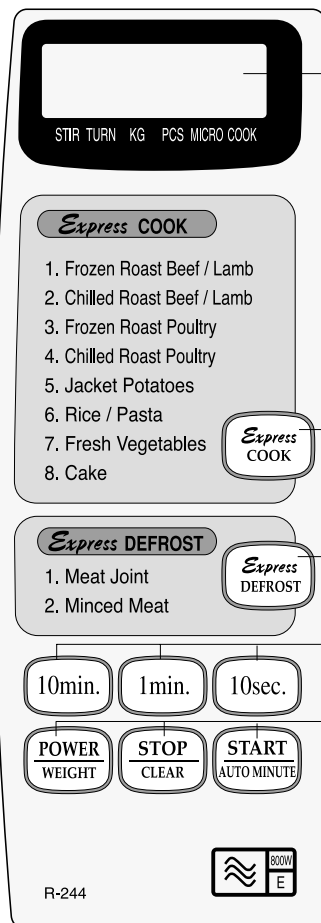 STIR TURN KG PCS MICRO COOK
Express COOK
1. Frozen Roast Beef / Lamb
2. Chilled Roast Beef / Lamb
3. Frozen Roast Poultry
4. Chilled Roast Poultry
5. Jacket Potatoes
6. Rice / Pasta
7. Fresh Vegetables
8. Cake
Express
COOK
Express DEFROST
1. Meat Joint
2. Minced Meat
Express
DEFROST
10min. 1min. 10sec.
POWER
WEIGHT
STOP
CLEAR
START
AUTO MINUTE
R-244
800W
E